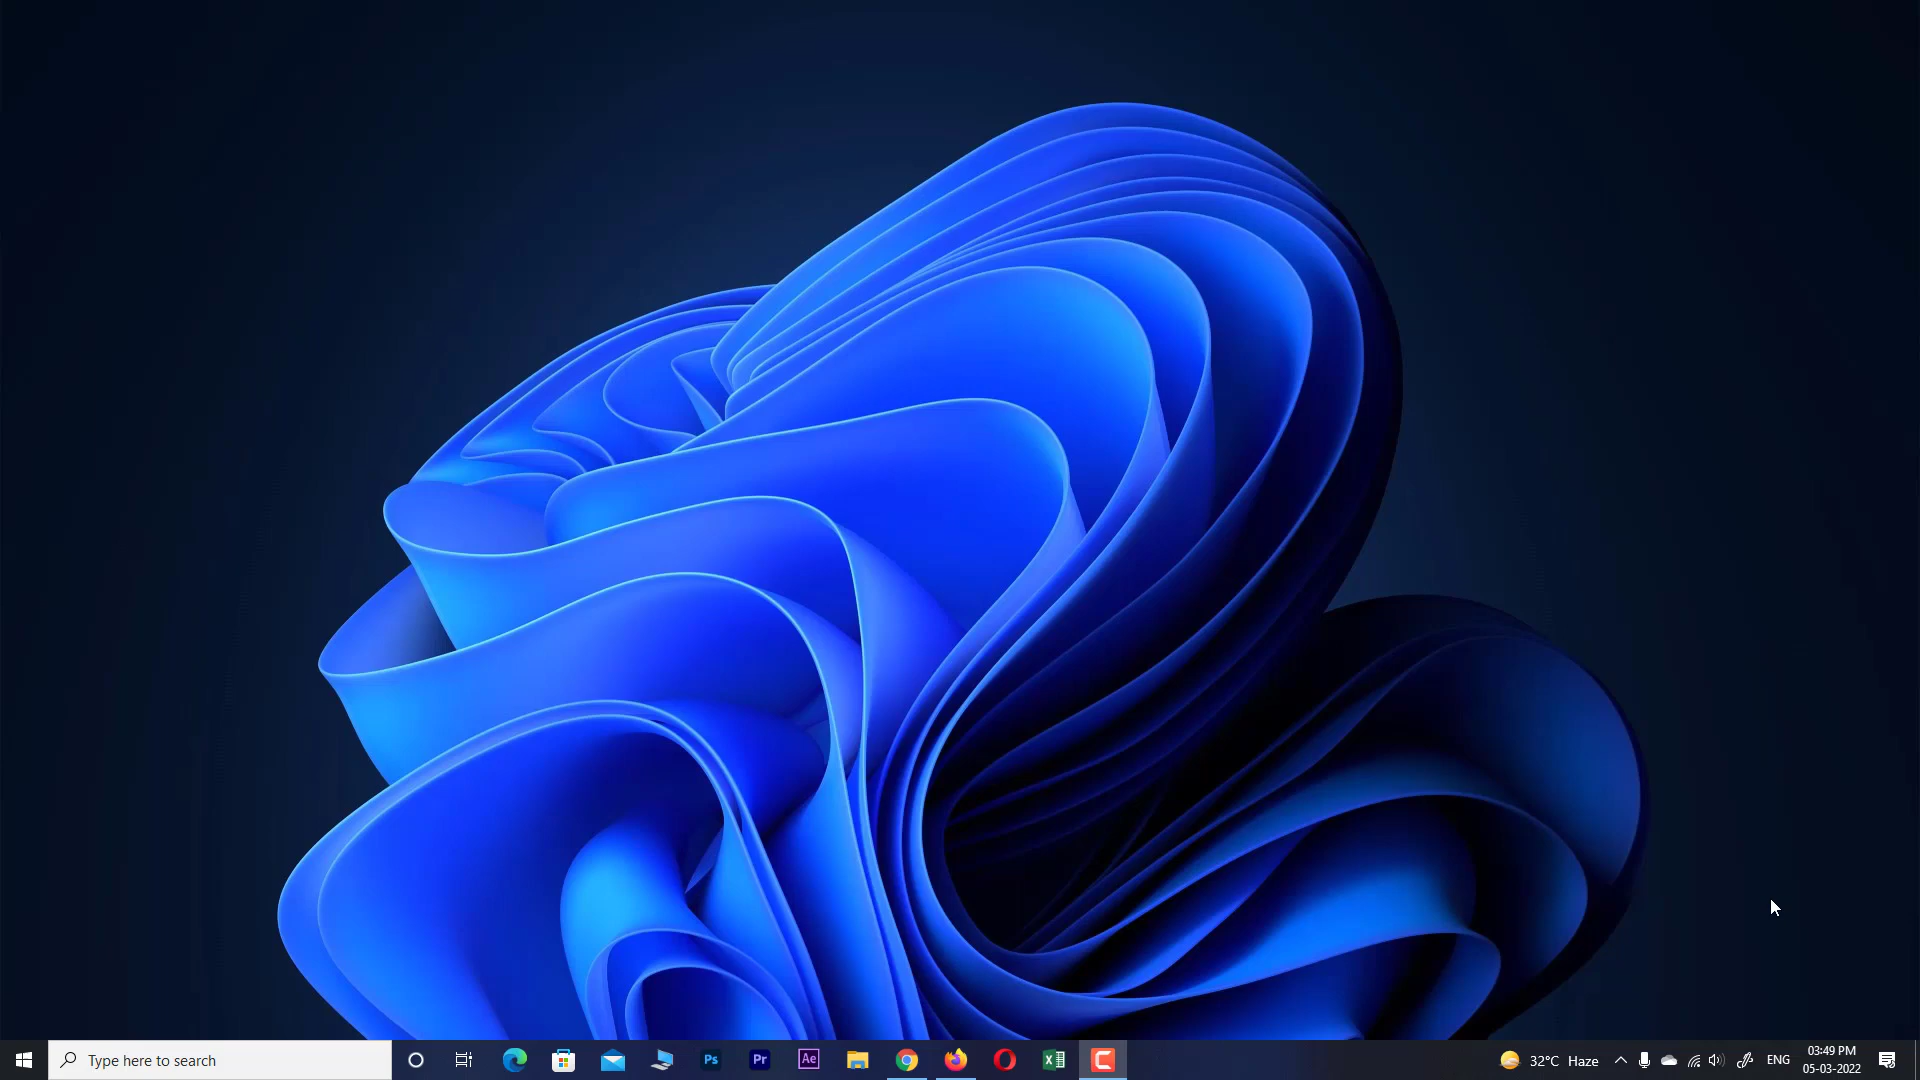 Type here to search
Ps
Pr
Ae
32°C Haze
ENG
03:49 PM
05-03-2022